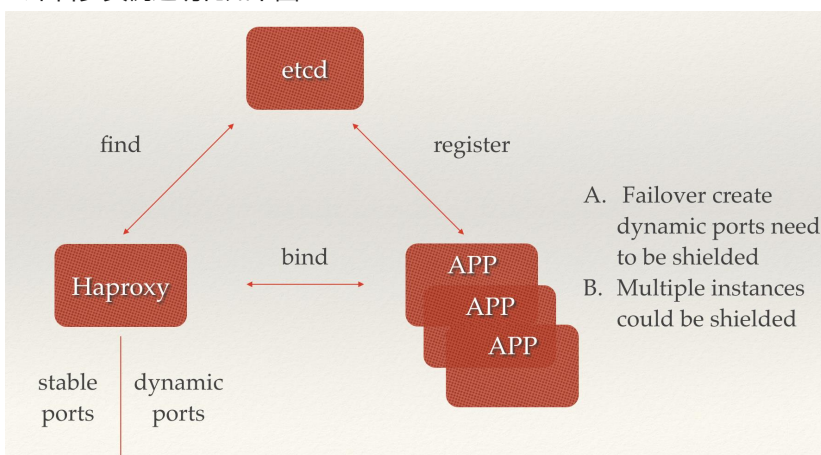 etcd
find
register
A. Failover create
dynamic ports need
to be shielded
B. Multiple instances
could be shielded
bind
Haproxy
APP
APP
APP
stable
ports
dynamic
ports